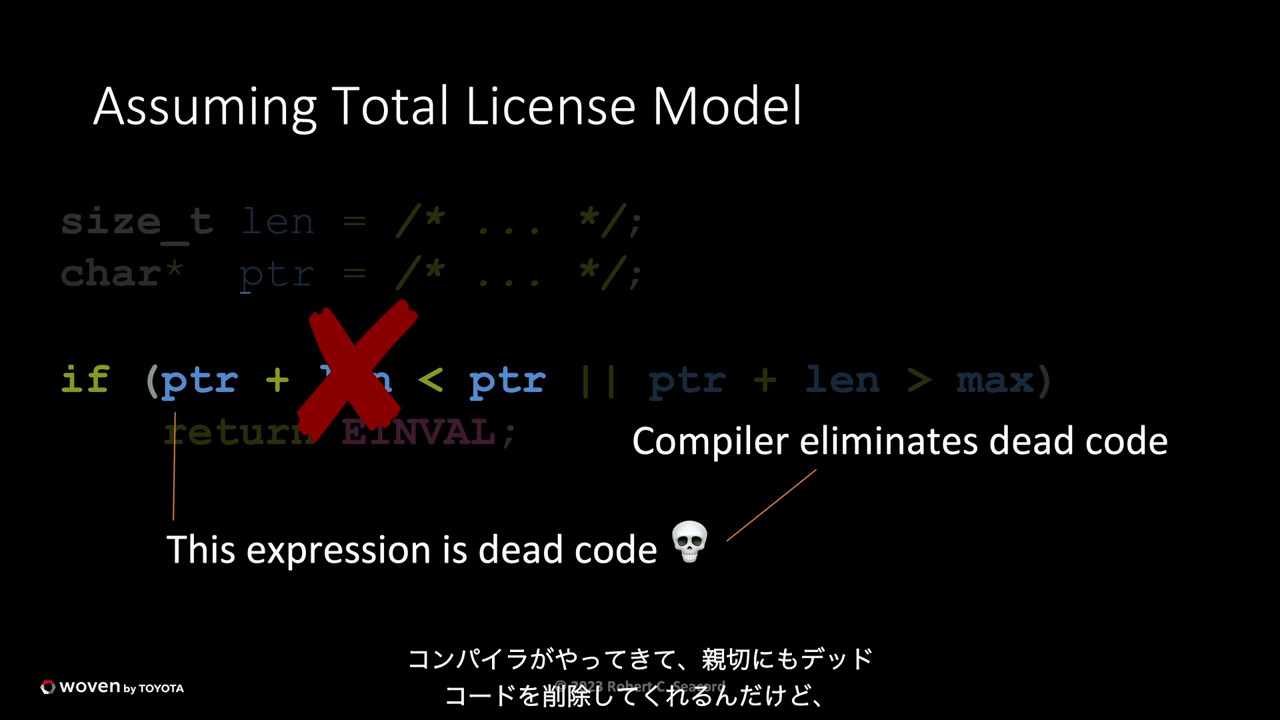 Assuming Total License Model
size_t len = /* ... */;
char* ptr = /* ... */;
if (ptr + len < ptr || ptr + len > max)
return EINVAL;
Compiler eliminates dead code
This expression is dead code 💀
コンパイラがやってきて、親切にもデッド
コードを削除してくれるんだけど、
woven by TOYOTA
© 2023 Robert C. Seacord